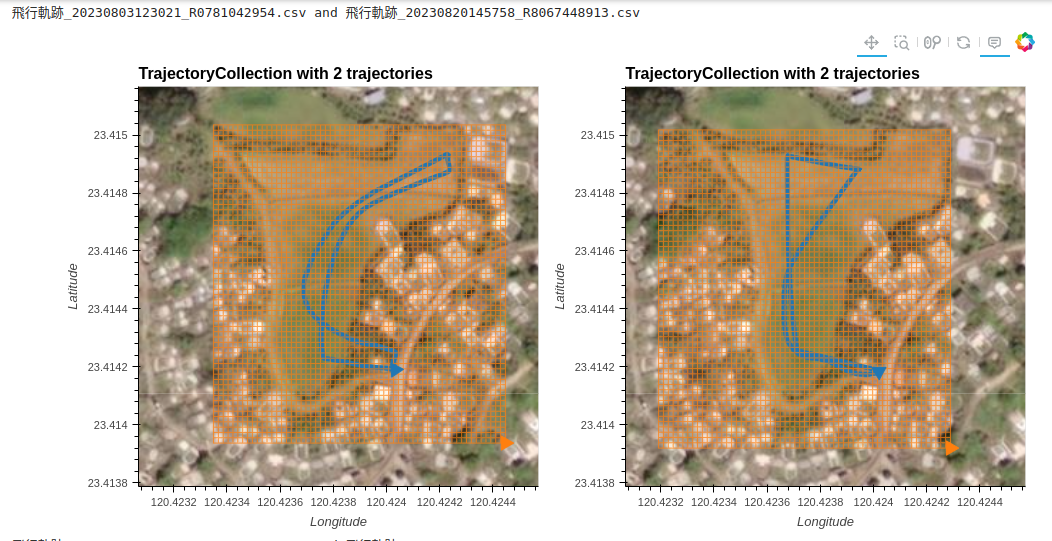 飛行軌跡_20230803123021_R0781042954.csv and 飛行軌跡_20230820145758_R8067448913.csv
TrajectoryCollection with 2 trajectories
23.415
23.4148
23.4146
23.4144
23.4142
23.414
23.4138
Latitude
120.4232 120.4234 120.4236 120.4238 120.424 120.4242 120.4244
Longitude
TrajectoryCollection with 2 trajectories
23.415
23.4148
23.4146
23.4144
23.4142
23.414
23.4138
Latitude
120.4232 120.4234 120.4236 120.4238 120.424 120.4242 120.4244
Longitude